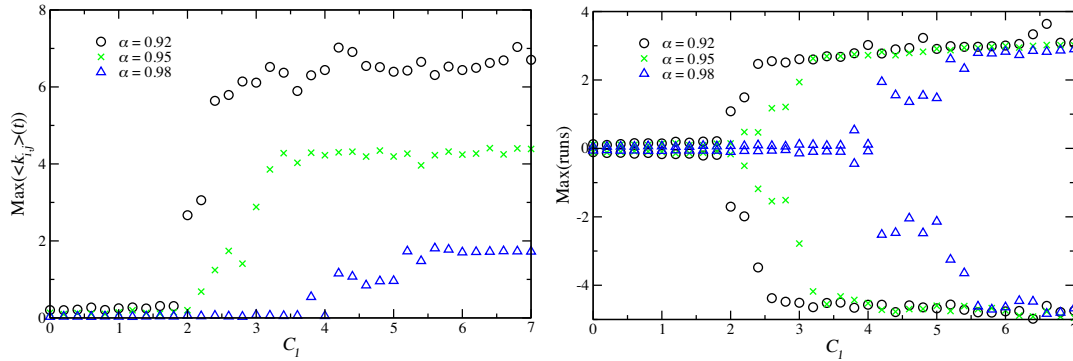 Max(<k_{i,j}>(t))
8
6
4
2
0
α = 0.92
α = 0.95
α = 0.98
0 1 2 3 4 5 6 7
C_1
Max(runs)
4
2
0
-2
-4
α = 0.92
α = 0.95
α = 0.98
0 1 2 3 4 5 6 7
C_1